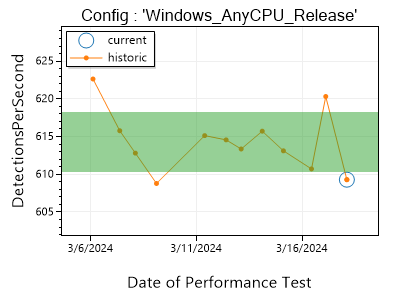 Config : 'Windows_AnyCPU_Release'
current
historic
DetectionsPerSecond
625
620
615
610
605
3/6/2024 3/11/2024 3/16/2024
Date of Performance Test